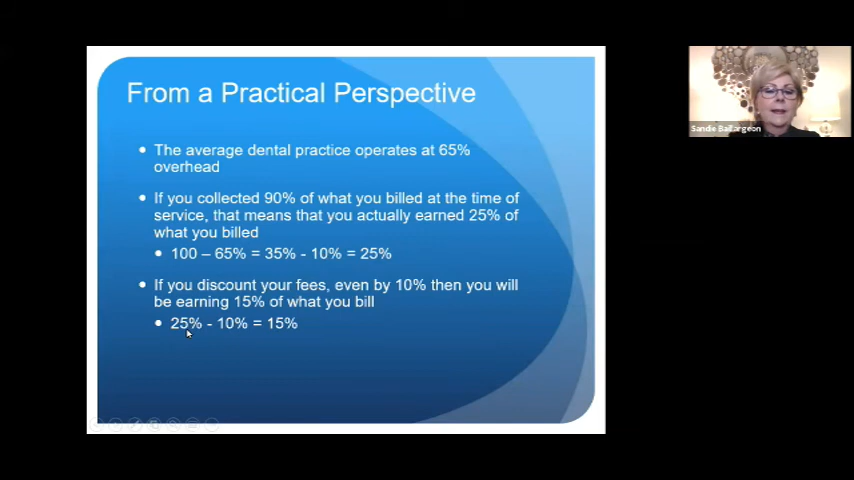 From a Practical Perspective
• The average dental practice operates at 65%
overhead
• If you collected 90% of what you billed at the time of
service, that means that you actually earned 25% of
what you billed
• 100 – 65% = 35% - 10% = 25%
• If you discount your fees, even by 10% then you will
be earning 15% of what you bill
• 25% - 10% = 15%
Sandie Baillargeon